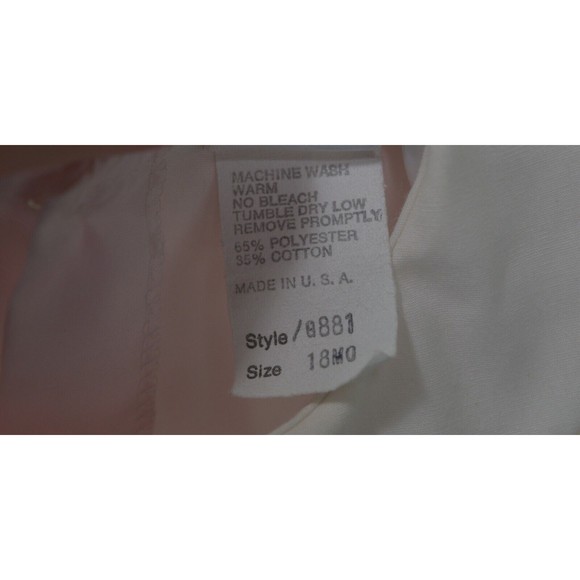 MACHINE WASH
WARM
NO BLEACH
TUMBLE DRY LOW
REMOVE PROMPTLY
65% POLYESTER
35% COTTON
MADE IN U. S. A.
Style
Size 18MO